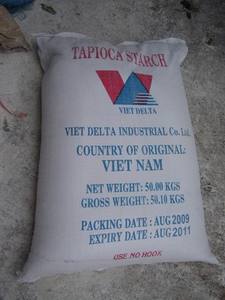 TAPIOCA STARCH
VIET DELTA
VIET DELTA INDUSTRIAL Co. Ltd.
COUNTRY OF ORIGINAL:
VIET NAM
NET WEIGHT: 50.00 KGS
GROSS WEIGHT: 50.10 KGS
PACKING DATE : AUG 2009
EXPIRY DATE : AUG 2011
USE NO HOOK